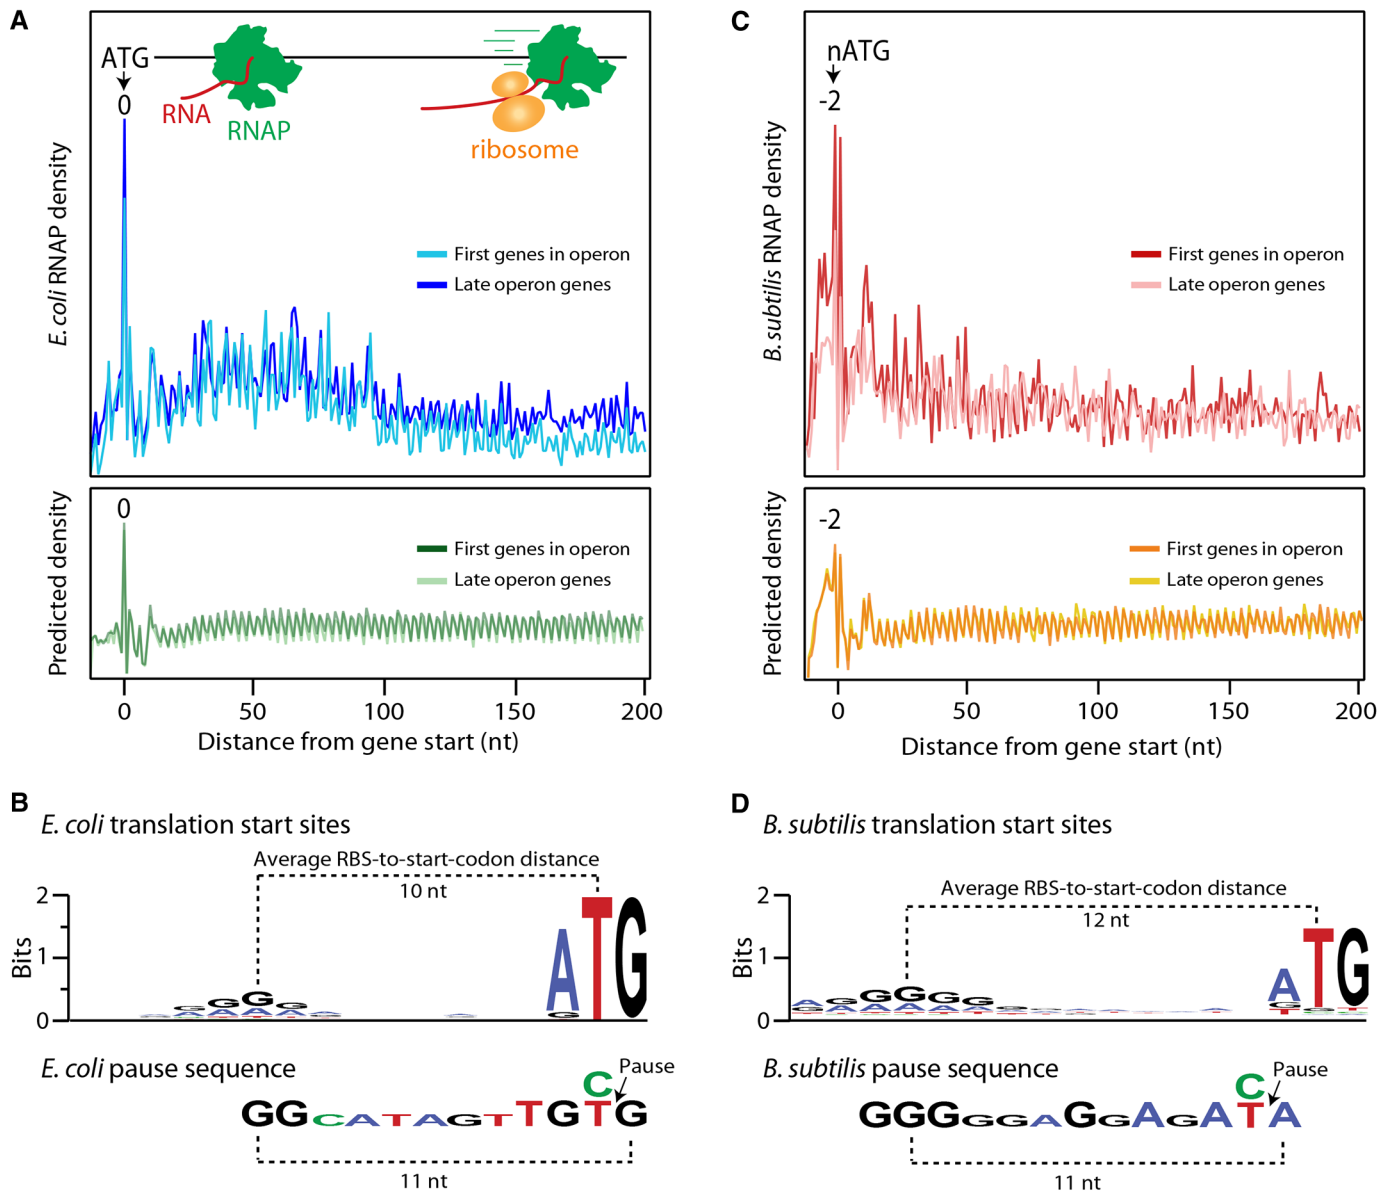 A
ATG
0
RNA
RNAP
ribosome
E. coli RNAP density
First genes in operon
Late operon genes
Predicted density
0
First genes in operon
Late operon genes
0 50 100 150 200
Distance from gene start (nt)
C
nATG
-2
B. subtilis RNAP density
First genes in operon
Late operon genes
Predicted density
-2
First genes in operon
Late operon genes
0 50 100 150 200
Distance from gene start (nt)
B
E. coli translation start sites
Average RBS-to-start-codon distance
10 nt
Bits
2
1
0
G G G G
ATG
E. coli pause sequence
Pause
C
GGCATAGTTGTG
11 nt
D
B. subtilis translation start sites
Average RBS-to-start-codon distance
12 nt
Bits
2
1
0
A G G G G G
ATG
B. subtilis pause sequence
Pause
C
GGGGGAGGAGATA
11 nt